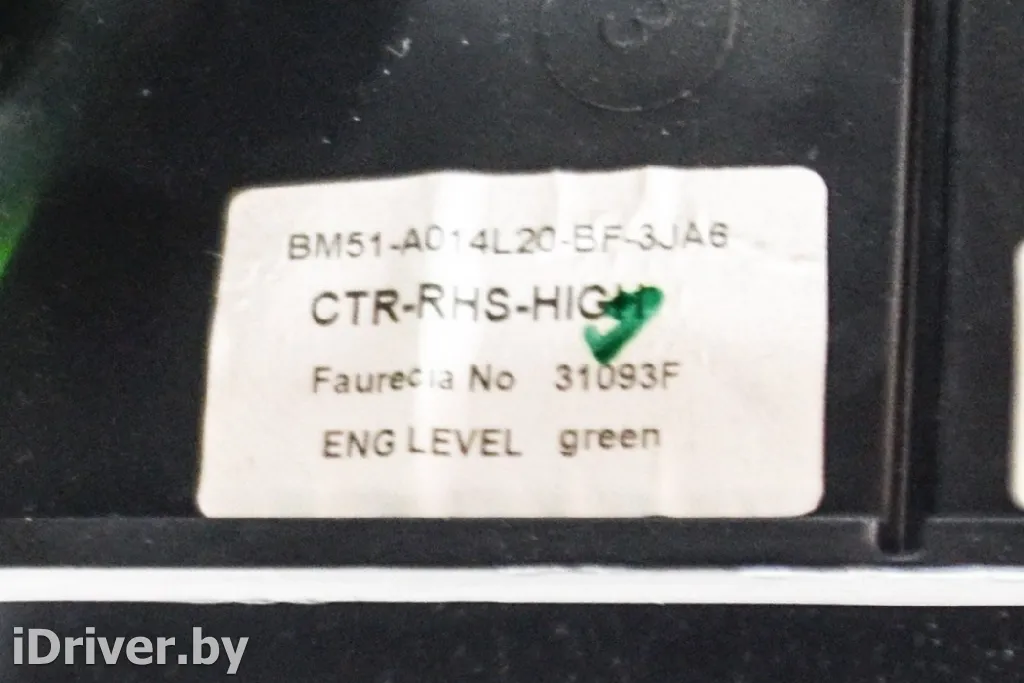 BM51-A014L20-BF-3JA6
CTR-RHS-HIGH
Faurecia No 31093F
ENG LEVEL green
iDriver.by